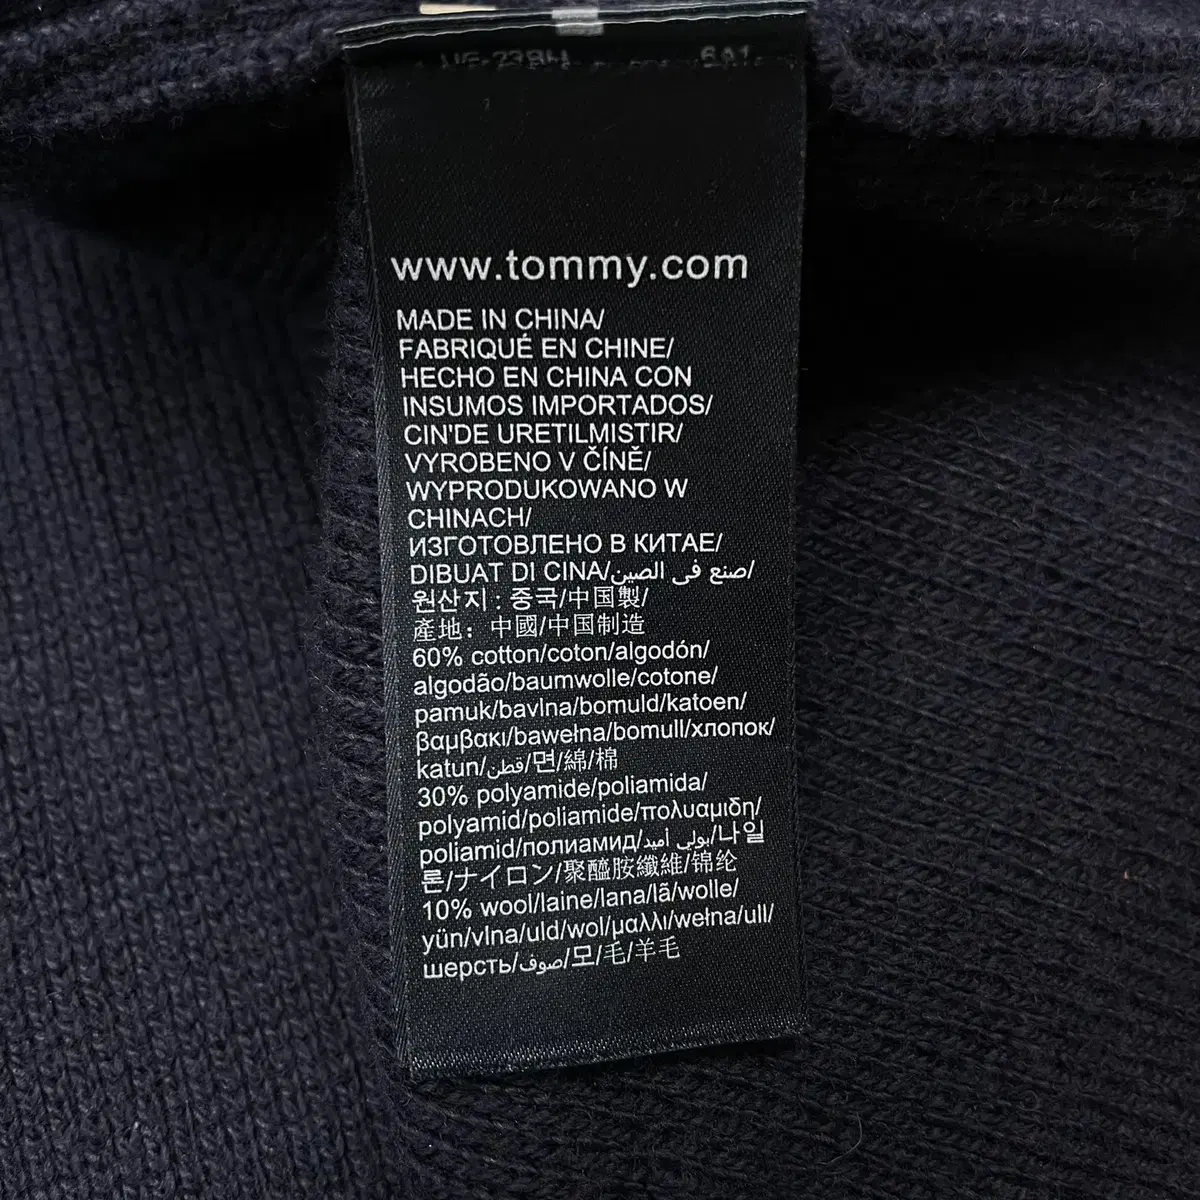 www.tommy.com
MADE IN CHINA/
FABRIQUÉ EN CHINE/
HECHO EN CHINA CON
INSUMOS IMPORTADOS/
CIN'DE URETILMISTIR/
VYROBENO V ČÍNĚ/
WYPRODUKOWANO W
CHINACH/
ИЗГОТОВЛЕНО В КИТАЕ/
DIBUAT DI CINA/صنع في الصين/
원산지 : 중국/中国製/
產地：中國/中国制造
60% cotton/coton/algodón/
algodão/baumwolle/cotone/
pamuk/bavlna/bomuld/katoen/
βαμβακι/bawełna/bomull/хлопок/
katun/قطن/면/綿/棉
30% polyamide/poliamida/
polyamid/poliamide/πολυαμιδη/
poliamid/полиамид/بولي أميد/나일
론/ナイロン/聚醯胺纖維/锦纶
10% wool/laine/lana/lã/wolle/
yün/vlna/uld/wol/μαλλι/wełna/ull/
шерсть/صوف/모/毛/羊毛